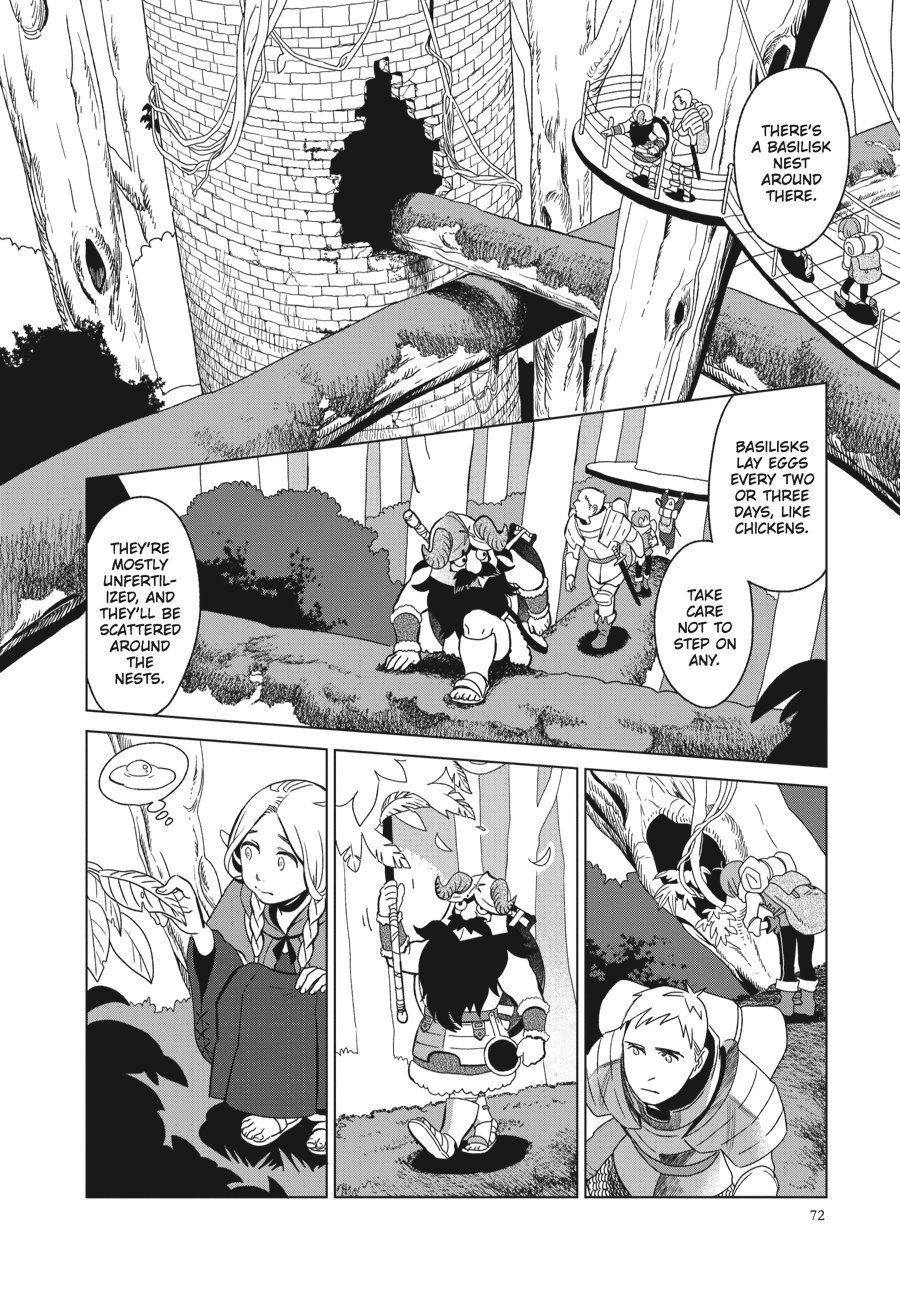 THERE'S
A BASILISK
NEST
AROUND
THERE.
BASILISKS
LAY EGGS
EVERY TWO
OR THREE
DAYS, LIKE
CHICKENS.
TAKE
CARE
NOT TO
STEP ON
ANY.
THEY'RE
MOSTLY
UNFERTIL-
IZED, AND
THEY'LL BE
SCATTERED
AROUND
THE
NESTS.
72